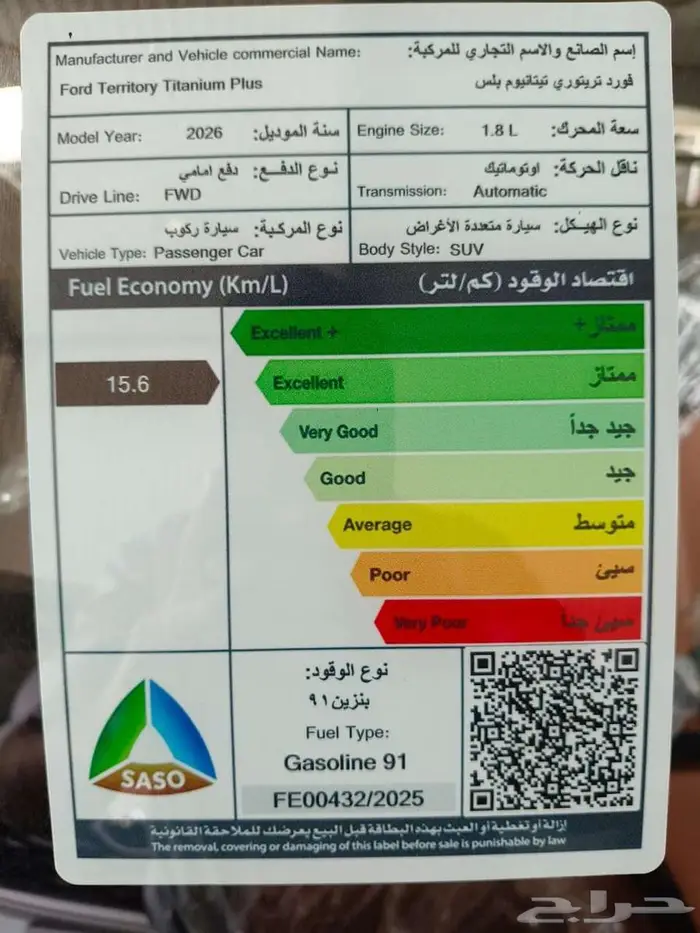 Manufacturer and Vehicle commercial Name: إسم الصانع والاسم التجاري للمركبة:
Ford Territory Titanium Plus فورد تريتوري تيتانيوم بلس
Model Year: 2026 سنة الموديل: Engine Size: 1.8 L سعة المحرك:
نوع الدفـــع: دفع امامي ناقل الحركة: اوتوماتيك
Drive Line: FWD Transmission: Automatic
نوع المركبة: سيارة ركوب نوع الهيكل: سيارة متعددة الأغراض
Vehicle Type: Passenger Car Body Style: SUV
Fuel Economy (Km/L) اقتصاد الوقود (كم/لتر)
Excellent + ممتاز+
15.6 Excellent ممتاز
Very Good جيد جداً
Good جيد
Average متوسط
Poor سيئ
Very Poor سيئ جداً
نوع الوقود:
بنزين ٩١
Fuel Type:
Gasoline 91
SASO
FE00432/2025
إزالة أو تغطية أو العبث بهذه البطاقة قبل البيع يعرضك للملاحقة القانونية
The removal, covering or damaging of this label before sale is punishable by law
حراج